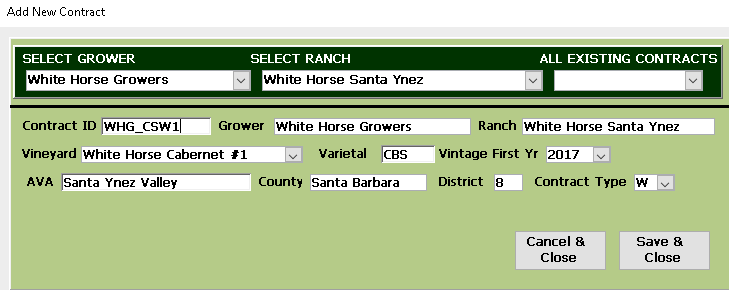 Add New Contract
SELECT GROWER SELECT RANCH ALL EXISTING CONTRACTS
White Horse Growers White Horse Santa Ynez
Contract ID WHG_CSW1 Grower White Horse Growers Ranch White Horse Santa Ynez
Vineyard White Horse Cabernet #1 Varietal CBS Vintage First Yr 2017
AVA Santa Ynez Valley County Santa Barbara District 8 Contract Type W
Cancel & Save &
Close Close